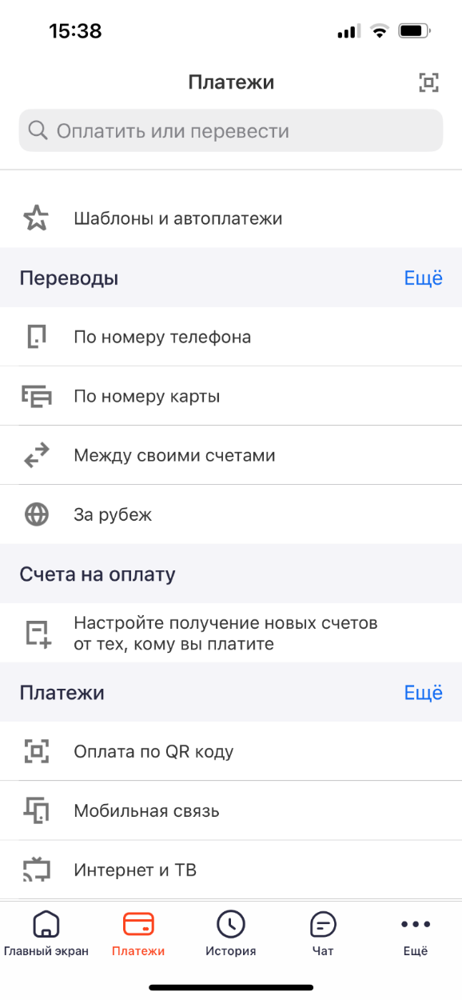 15:38
Платежи
Оплатить или перевести
Шаблоны и автоплатежи
Переводы
Ещё
По номеру телефона
По номеру карты
Между своими счетами
За рубеж
Счета на оплату
Настройте получение новых счетов
от тех, кому вы платите
Платежи
Ещё
Оплата по QR коду
Мобильная связь
Интернет и ТВ
Главный экран
Платежи
История
Чат
Ещё